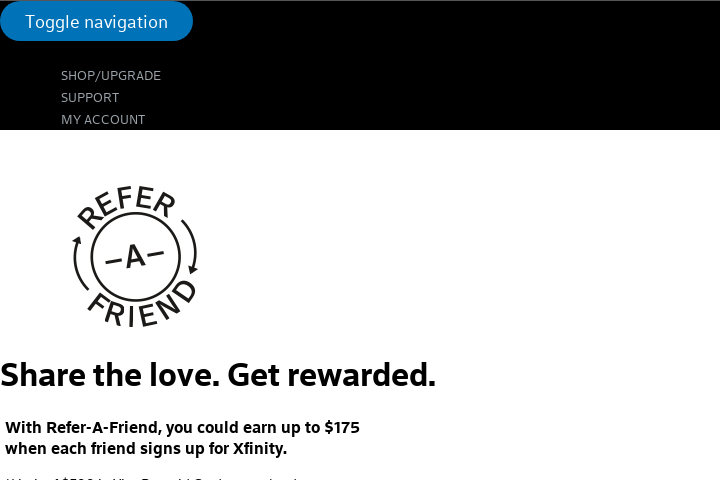 Toggle navigation
SHOP/UPGRADE
SUPPORT
MY ACCOUNT
REFER
–A–
FRIEND
Share the love. Get rewarded.
With Refer-A-Friend, you could earn up to $175
when each friend signs up for Xfinity.